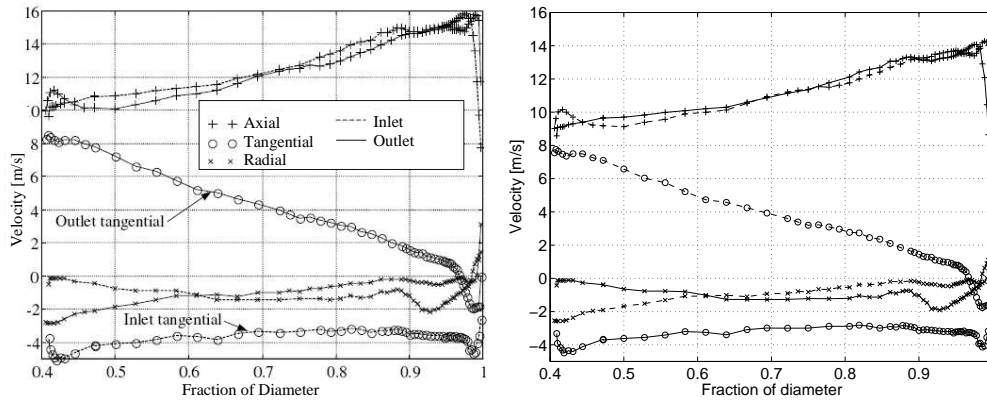 16
14
12
10
8
6
4
2
0
-2
-4
Velocity [m/s]
Axial
Tangential
Radial
Inlet
Outlet
Outlet tangential
Inlet tangential
0.4 0.5 0.6 0.7 0.8 0.9 1
Fraction of Diameter
16
14
12
10
8
6
4
2
0
-2
-4
Velocity [m/s]
0.4 0.5 0.6 0.7 0.8 0.9
Fraction of diameter